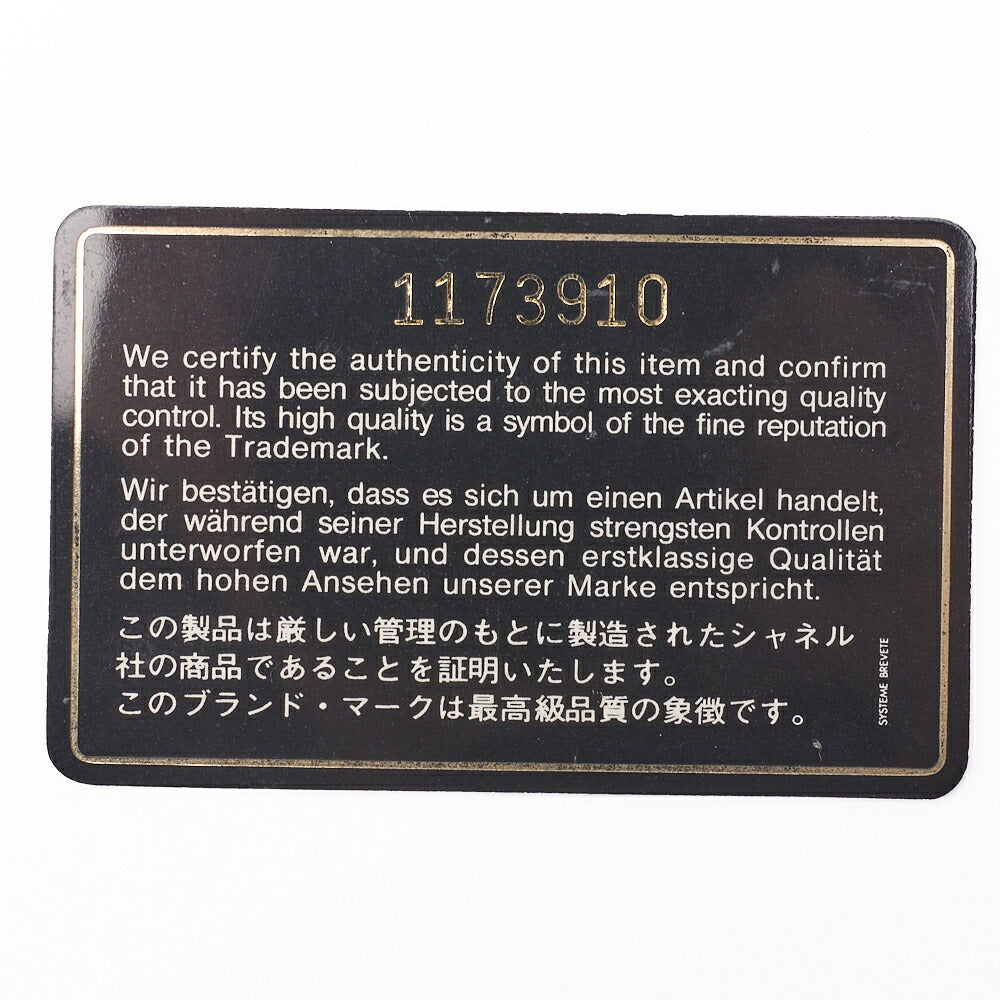 1173910
We certify the authenticity of this item and confirm
that it has been subjected to the most exacting quality
control. Its high quality is a symbol of the fine reputation
of the Trademark.
Wir bestätigen, dass es sich um einen Artikel handelt,
der während seiner Herstellung strengsten Kontrollen
unterworfen war, und dessen erstklassige Qualität
dem hohen Ansehen unserer Marke entspricht.
この製品は厳しい管理のもとに製造されたシャネル
社の商品であることを証明いたします。
このブランド・マークは最高級品質の象徴です。
SYSTEME BREVETE